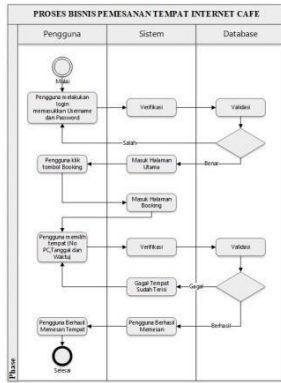 PROSES BISNIS PEMESANAN TEMPAT INTERNET CAFE
Phase
Pengguna
Sistem
Database
Mulai
Pengguna melakukan
login
memasukkan Username
dan Password
Verifikasi
Validasi
Salah
Benar
Pengguna klik
tombol Booking
Masuk Halaman
Utama
Masuk Halaman
Booking
Pengguna memilih
tempat (No
PC,Tanggal dan
Waktu)
Verifikasi
Validasi
Gagal Tempat
Sudah Terisi
Gagal
Pengguna Berhasil
Memesan Tempat
Pengguna Berhasil
Memesan
Berhasil
Selesai